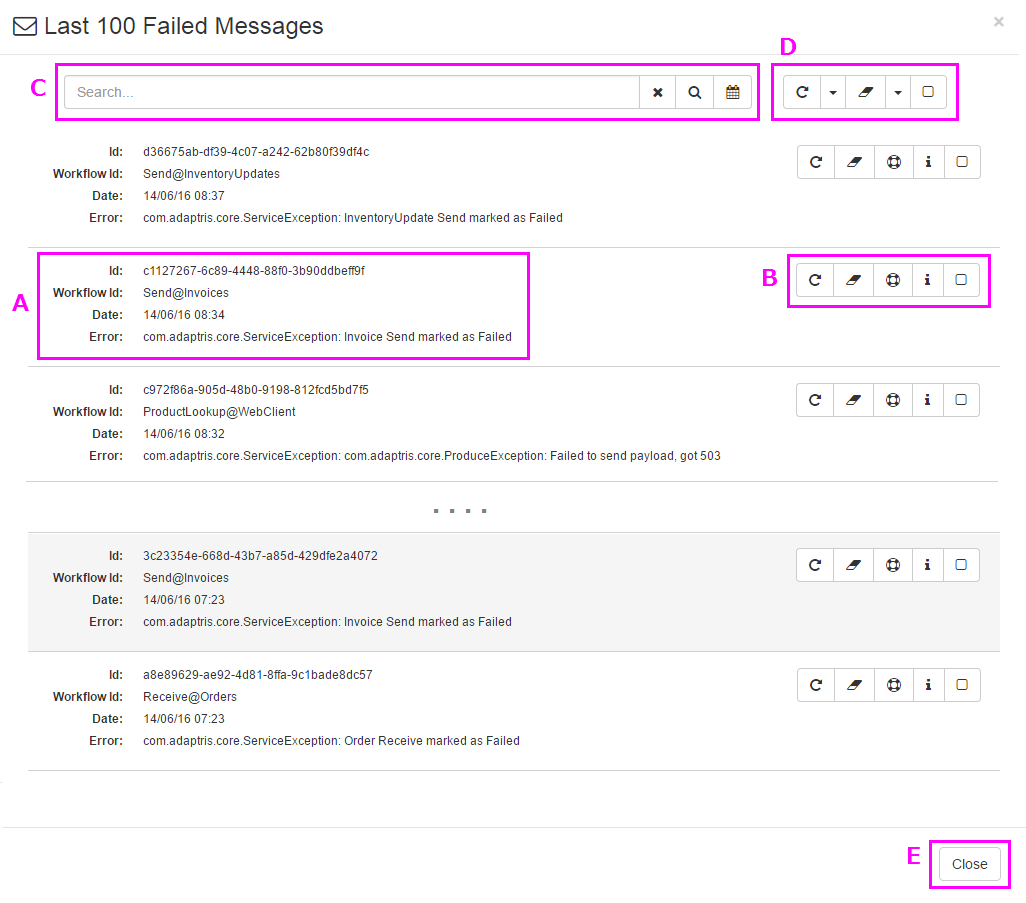 Last 100 Failed Messages ×
D
C
Search...
Id: d36675ab-df39-4c07-a242-62b80f39df4c
Workflow Id: Send@InventoryUpdates
Date: 14/06/16 08:37
Error: com.adaptris.core.ServiceException: InventoryUpdate Send marked as Failed
A
B
Id: c1127267-6c89-4448-88f0-3b90ddbeff9f
Workflow Id: Send@Invoices
Date: 14/06/16 08:34
Error: com.adaptris.core.ServiceException: Invoice Send marked as Failed
Id: c972f86a-905d-48b0-9198-812fcd5bd7f5
Workflow Id: ProductLookup@WebClient
Date: 14/06/16 08:32
Error: com.adaptris.core.ServiceException: com.adaptris.core.ProduceException: Failed to send payload, got 503
. . . .
Id: 3c23354e-668d-43b7-a85d-429dfe2a4072
Workflow Id: Send@Invoices
Date: 14/06/16 07:23
Error: com.adaptris.core.ServiceException: Invoice Send marked as Failed
Id: a8e89629-ae92-4d81-8ffa-9c1bade8dc57
Workflow Id: Receive@Orders
Date: 14/06/16 07:23
Error: com.adaptris.core.ServiceException: Order Receive marked as Failed
E
Close